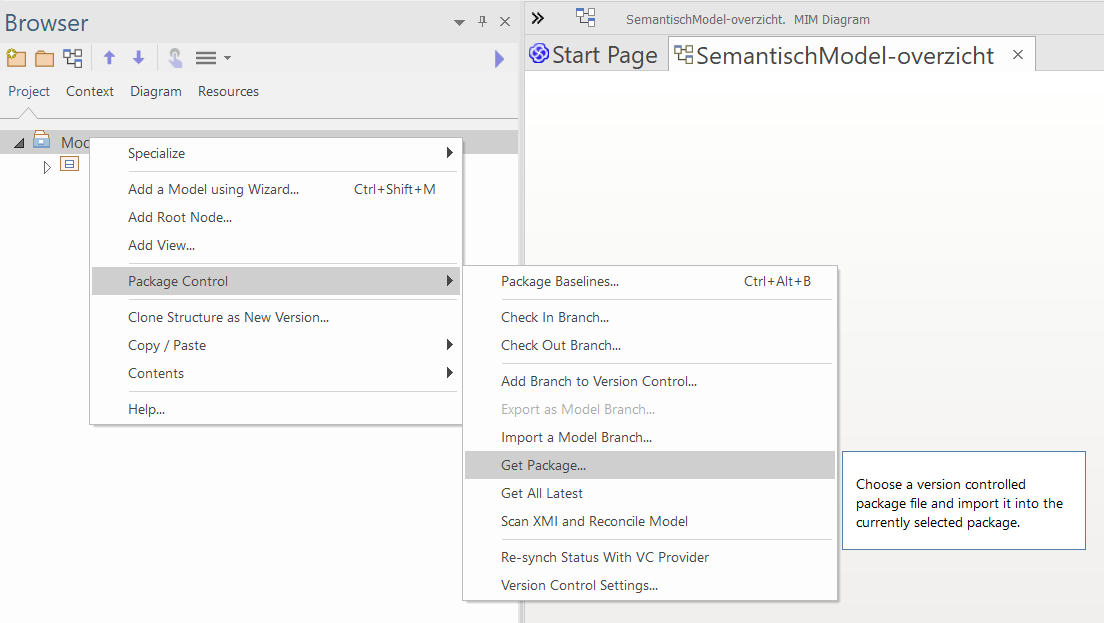 Browser
SemantischModel-overzicht. MIM Diagram
Start Page
SemantischModel-overzicht
Project Context Diagram Resources
Specialize
Add a Model using Wizard... Ctrl+Shift+M
Add Root Node...
Add View...
Package Control
Clone Structure as New Version...
Copy / Paste
Contents
Help...
Package Baselines... Ctrl+Alt+B
Check In Branch...
Check Out Branch...
Add Branch to Version Control...
Export as Model Branch...
Import a Model Branch...
Get Package...
Get All Latest
Scan XMI and Reconcile Model
Re-synch Status With VC Provider
Version Control Settings...
Choose a version controlled
package file and import it into the
currently selected package.